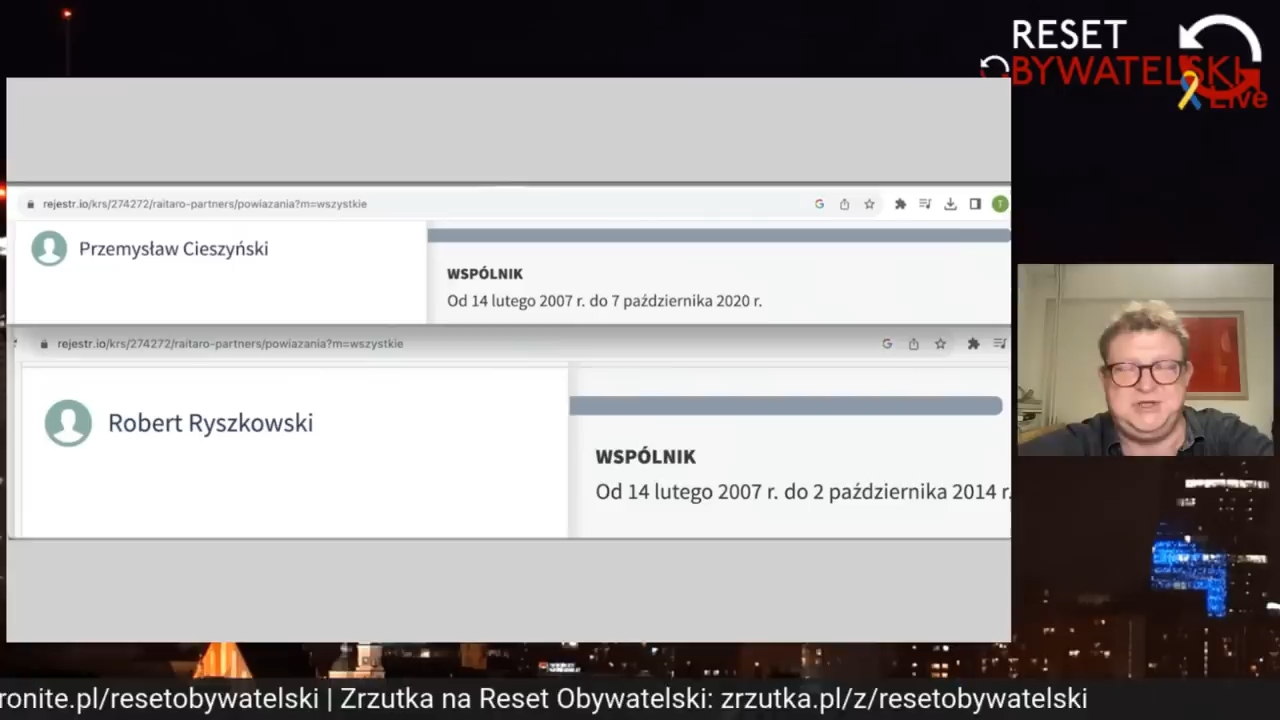 RESET
OBYWATELSKI
Live
rejestr.io/krs/274272/raitaro-partners/powiazania?m=wszystkie
T
Przemysław Cieszyński
WSPÓLNIK
Od 14 lutego 2007 r. do 7 października 2020 r.
rejestr.io/krs/274272/raitaro-partners/powiazania?m=wszystkie
Robert Ryszkowski
WSPÓLNIK
Od 14 lutego 2007 r. do 2 października 2014 r.
ronite.pl/resetobywatelski | Zrzutka na Reset Obywatelski: zrzutka.pl/z/resetobywatelski